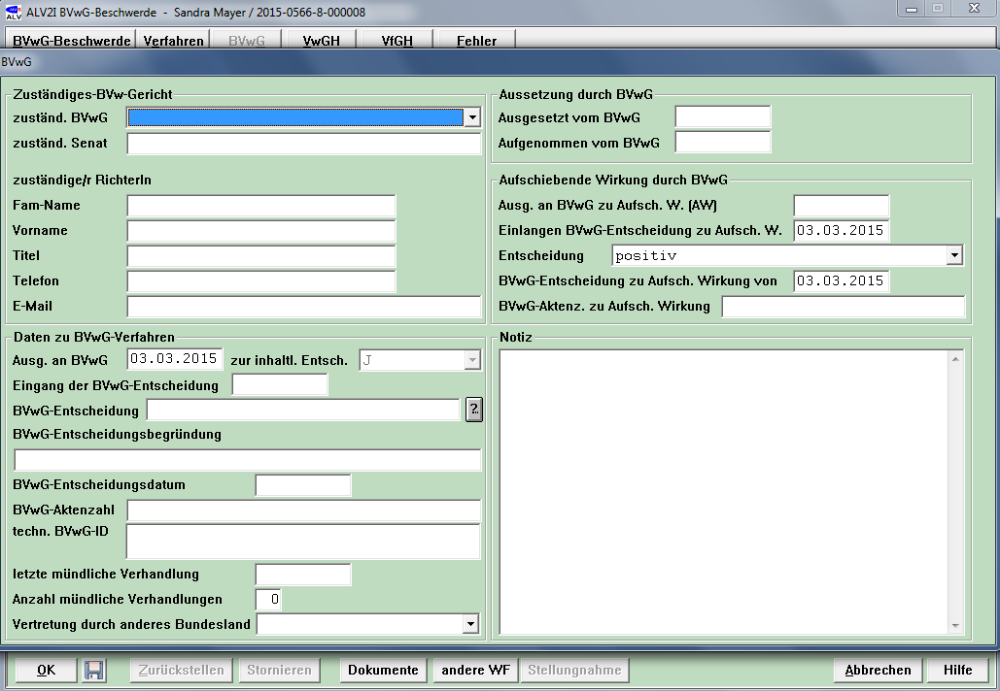 ALV2I BVwG-Beschwerde - Sandra Mayer / 2015-0566-8-000008
BVwG-Beschwerde Verfahren BVwG VwGH VfGH Fehler
BVwG
Zuständiges-BVw-Gericht
zuständ. BVwG
zuständ. Senat
zuständige/r RichterIn
Fam-Name
Vorname
Titel
Telefon
E-Mail
Daten zu BVwG-Verfahren
Ausg. an BVwG 03.03.2015 zur inhaltl. Entsch. J
Eingang der BVwG-Entscheidung
BVwG-Entscheidung ?
BVwG-Entscheidungsbegründung
BVwG-Entscheidungsdatum
BVwG-Aktenzahl
techn. BVwG-ID
letzte mündliche Verhandlung
Anzahl mündliche Verhandlungen 0
Vertretung durch anderes Bundesland
Aussetzung durch BVwG
Ausgesetzt vom BVwG
Aufgenommen vom BVwG
Aufschiebende Wirkung durch BVwG
Ausg. an BVwG zu Aufsch. W. (AW)
Einlangen BVwG-Entscheidung zu Aufsch. W. 03.03.2015
Entscheidung positiv
BVwG-Entscheidung zu Aufsch. Wirkung von 03.03.2015
BVwG-Aktenz. zu Aufsch. Wirkung
Notiz
OK Zurückstellen Stornieren Dokumente andere WF Stellungnahme Abbrechen Hilfe